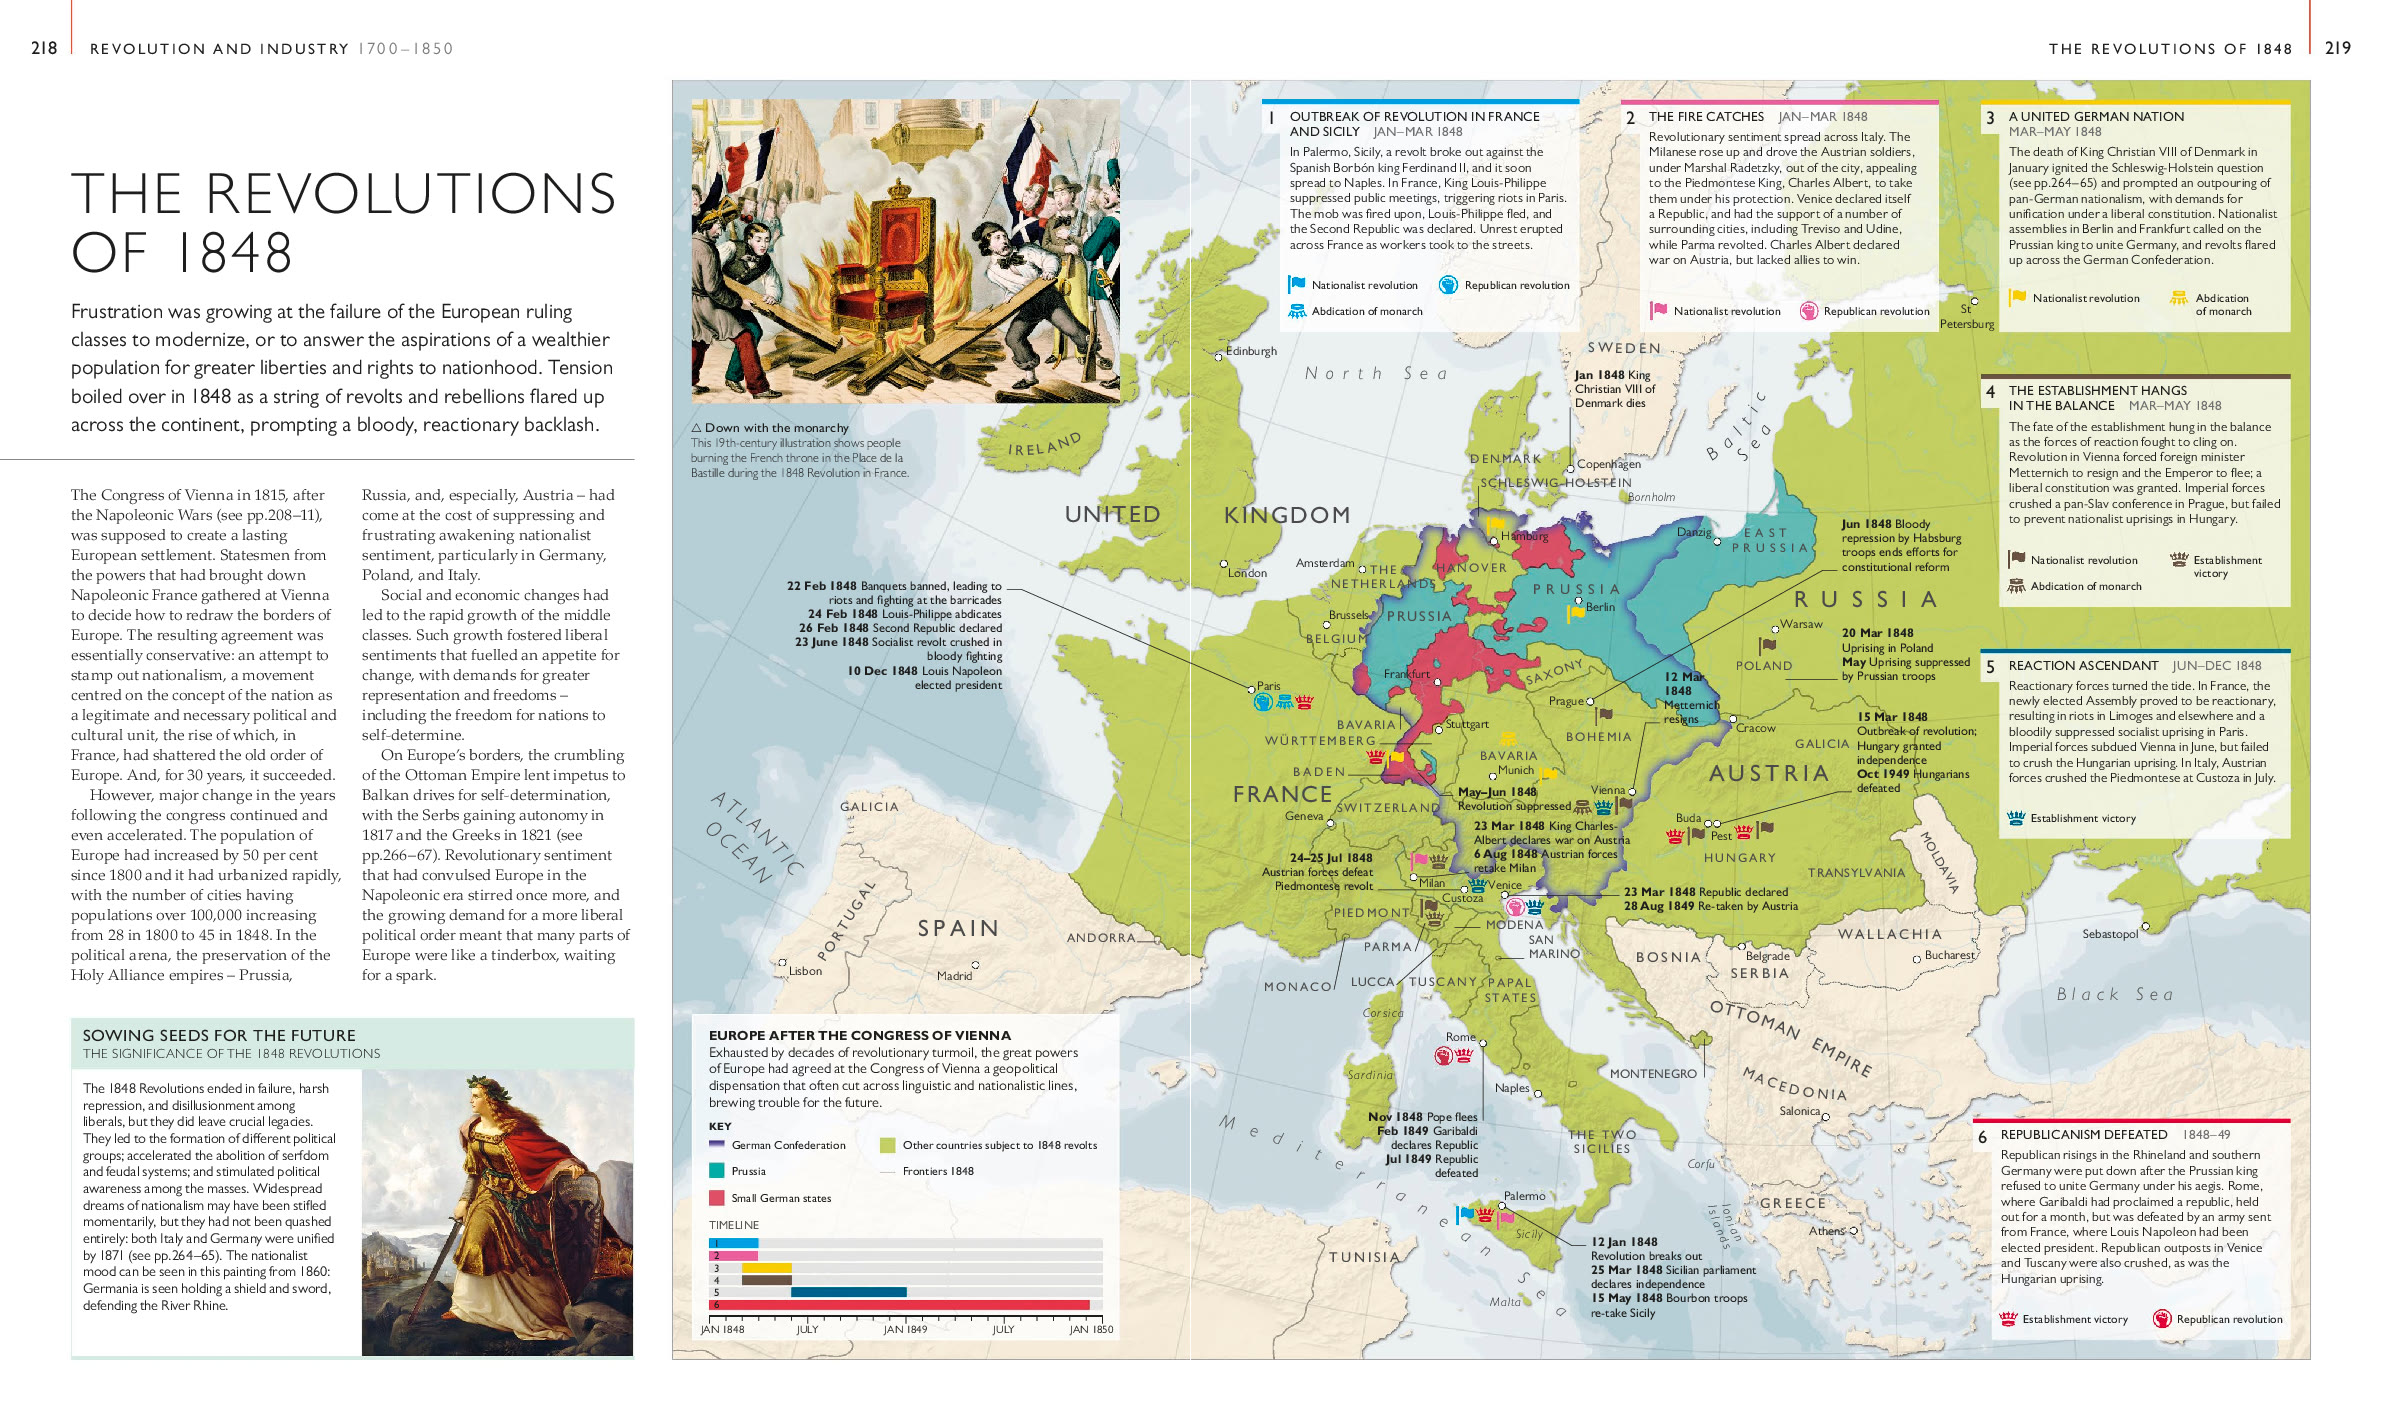 218
REVOLUTION AND INDUSTRY 1700–1850
THE REVOLUTIONS OF 1848
219
THE REVOLUTIONS
OF 1848
Frustration was growing at the failure of the European ruling
classes to modernize, or to answer the aspirations of a wealthier
population for greater liberties and rights to nationhood. Tension
boiled over in 1848 as a string of revolts and rebellions flared up
across the continent, prompting a bloody, reactionary backlash.
The Congress of Vienna in 1815, after
the Napoleonic Wars (see pp.208–11),
was supposed to create a lasting
European settlement. Statesmen from
the powers that had brought down
Napoleonic France gathered at Vienna
to decide how to redraw the borders of
Europe. The resulting agreement was
essentially conservative: an attempt to
stamp out nationalism, a movement
centred on the concept of the nation as
a legitimate and necessary political and
cultural unit, the rise of which, in
France, had shattered the old order of
Europe. And, for 30 years, it succeeded.
However, major change in the years
following the congress continued and
even accelerated. The population of
Europe had increased by 50 per cent
since 1800 and it had urbanized rapidly,
with the number of cities having
populations over 100,000 increasing
from 28 in 1800 to 45 in 1848. In the
political arena, the preservation of the
Holy Alliance empires – Prussia,
Russia, and, especially, Austria – had
come at the cost of suppressing and
frustrating awakening nationalist
sentiment, particularly in Germany,
Poland, and Italy.
Social and economic changes had
led to the rapid growth of the middle
classes. Such growth fostered liberal
sentiments that fuelled an appetite for
change, with demands for greater
representation and freedoms –
including the freedom for nations to
self-determine.
On Europe's borders, the crumbling
of the Ottoman Empire lent impetus to
Balkan drives for self-determination,
with the Serbs gaining autonomy in
1817 and the Greeks in 1821 (see
pp.266–67). Revolutionary sentiment
that had convulsed Europe in the
Napoleonic era stirred once more, and
the growing demand for a more liberal
political order meant that many parts of
Europe were like a tinderbox, waiting
for a spark.
SOWING SEEDS FOR THE FUTURE
THE SIGNIFICANCE OF THE 1848 REVOLUTIONS
The 1848 Revolutions ended in failure, harsh
repression, and disillusionment among
liberals, but they did leave crucial legacies.
They led to the formation of different political
groups; accelerated the abolition of serfdom
and feudal systems; and stimulated political
awareness among the masses. Widespread
dreams of nationalism may have been stifled
momentarily, but they had not been quashed
entirely: both Italy and Germany were unified
by 1871 (see pp.264–65). The nationalist
mood can be seen in this painting from 1860:
Germania is seen holding a shield and sword,
defending the River Rhine.
△ Down with the monarchy
This 19th-century illustration shows people
burning the French throne in the Place de la
Bastille during the 1848 Revolution in France.
1 OUTBREAK OF REVOLUTION IN FRANCE
AND SICILY JAN–MAR 1848
In Palermo, Sicily, a revolt broke out against the
Spanish Borbón king Ferdinand II, and it soon
spread to Naples. In France, King Louis-Philippe
suppressed public meetings, triggering riots in Paris.
The mob was fired upon, Louis-Philippe fled, and
the Second Republic was declared. Unrest erupted
across France as workers took to the streets.
Nationalist revolution
Republican revolution
Abdication of monarch
2 THE FIRE CATCHES JAN–MAR 1848
Revolutionary sentiment spread across Italy. The
Milanese rose up and drove the Austrian soldiers,
under Marshal Radetzky, out of the city, appealing
to the Piedmontese King, Charles Albert, to take
them under his protection. Venice declared itself
a Republic, and had the support of a number of
surrounding cities, including Treviso and Udine,
while Parma revolted. Charles Albert declared
war on Austria, but lacked allies to win.
Nationalist revolution
Republican revolution
3 A UNITED GERMAN NATION
MAR–MAY 1848
The death of King Christian VIII of Denmark in
January ignited the Schleswig-Holstein question
(see pp.264–65) and prompted an outpouring of
pan-German nationalism, with demands for
unification under a liberal constitution. Nationalist
assemblies in Berlin and Frankfurt called on the
Prussian king to unite Germany, and revolts flared
up across the German Confederation.
Nationalist revolution
Abdication
of monarch
4 THE ESTABLISHMENT HANGS
IN THE BALANCE MAR–MAY 1848
The fate of the establishment hung in the balance
as the forces of reaction fought to cling on.
Revolution in Vienna forced foreign minister
Metternich to resign and the Emperor to flee; a
liberal constitution was granted. Imperial forces
crushed a pan-Slav conference in Prague, but failed
to prevent nationalist uprisings in Hungary.
Nationalist revolution
Establishment
victory
Abdication of monarch
5 REACTION ASCENDANT JUN–DEC 1848
Reactionary forces turned the tide. In France, the
newly elected Assembly proved to be reactionary,
resulting in riots in Limoges and elsewhere and a
bloodily suppressed socialist uprising in Paris.
Imperial forces subdued Vienna in June, but failed
to crush the Hungarian uprising. In Italy, Austrian
forces crushed the Piedmontese at Custoza in July.
Establishment victory
6 REPUBLICANISM DEFEATED 1848–49
Republican risings in the Rhineland and southern
Germany were put down after the Prussian king
refused to unite Germany under his aegis. Rome,
where Garibaldi had proclaimed a republic, held
out for a month, but was defeated by an army sent
from France, where Louis Napoleon had been
elected president. Republican outposts in Venice
and Tuscany were also crushed, as was the
Hungarian uprising.
Establishment victory
Republican revolution
St
Petersburg
SWEDEN
Jan 1848 King
Christian VIII of
Denmark dies
Edinburgh
North Sea
Baltic
Sea
IRELAND
DENMARK
Copenhagen
SCHLESWIG-HOLSTEIN
Bornholm
UNITED KINGDOM
London
Amsterdam
THE
NETHERLANDS
Hamburg
HANOVER
Danzig
EAST
PRUSSIA
PRUSSIA
Berlin
PRUSSIA
Brussels
BELGIUM
Jun 1848 Bloody
repression by Habsburg
troops ends efforts for
constitutional reform
RUSSIA
Warsaw
POLAND
20 Mar 1848
Uprising in Poland
May Uprising suppressed
by Prussian troops
22 Feb 1848 Banquets banned, leading to
riots and fighting at the barricades
24 Feb 1848 Louis-Philippe abdicates
26 Feb 1848 Second Republic declared
23 June 1848 Socialist revolt crushed in
bloody fighting
10 Dec 1848 Louis Napoleon
elected president
Paris
Frankfurt
SAXONY
Prague
12 Mar
1848
Metternich
resigns
BAVARIA
WÜRTTEMBERG
Stuttgart
BOHEMIA
Cracow
GALICIA
15 Mar 1848
Outbreak of revolution;
Hungary granted
independence
Oct 1949 Hungarians
defeated
BAVARIA
Munich
BADEN
AUSTRIA
FRANCE
SWITZERLAND
Geneva
May–Jun 1848
Revolution suppressed
Vienna
Buda
Pest
HUNGARY
TRANSYLVANIA
MOLDAVIA
23 Mar 1848 King Charles-
Albert declares war on Austria
6 Aug 1848 Austrian forces
retake Milan
24–25 Jul 1848
Austrian forces defeat
Piedmontese revolt
Milan
Venice
Custoza
23 Mar 1848 Republic declared
28 Aug 1849 Re-taken by Austria
ATLANTIC
OCEAN
GALICIA
PORTUGAL
SPAIN
ANDORRA
Lisbon
Madrid
PIEDMONT
PARMA
MODENA
SAN
MARINO
MONACO
LUCCA
TUSCANY
PAPAL
STATES
Corsica
BOSNIA
Belgrade
SERBIA
WALLACHIA
Bucharest
Sebastopol
Black Sea
OTTOMAN EMPIRE
Rome
Sardinia
Naples
MONTENEGRO
MACEDONIA
Salonica
Nov 1848 Pope flees
Feb 1849 Garibaldi
declares Republic
Jul 1849 Republic
defeated
THE TWO
SICILIES
Corfu
Mediterranean Sea
Palermo
Sicily
Ionian
Islands
GREECE
Athens
TUNISIA
Malta
12 Jan 1848
Revolution breaks out
25 Mar 1848 Sicilian parliament
declares independence
15 May 1848 Bourbon troops
re-take Sicily
EUROPE AFTER THE CONGRESS OF VIENNA
Exhausted by decades of revolutionary turmoil, the great powers
of Europe had agreed at the Congress of Vienna a geopolitical
dispensation that often cut across linguistic and nationalistic lines,
brewing trouble for the future.
KEY
German Confederation
Other countries subject to 1848 revolts
Prussia
Frontiers 1848
Small German states
TIMELINE
1
2
3
4
5
6
JAN 1848
JULY
JAN 1849
JULY
JAN 1850